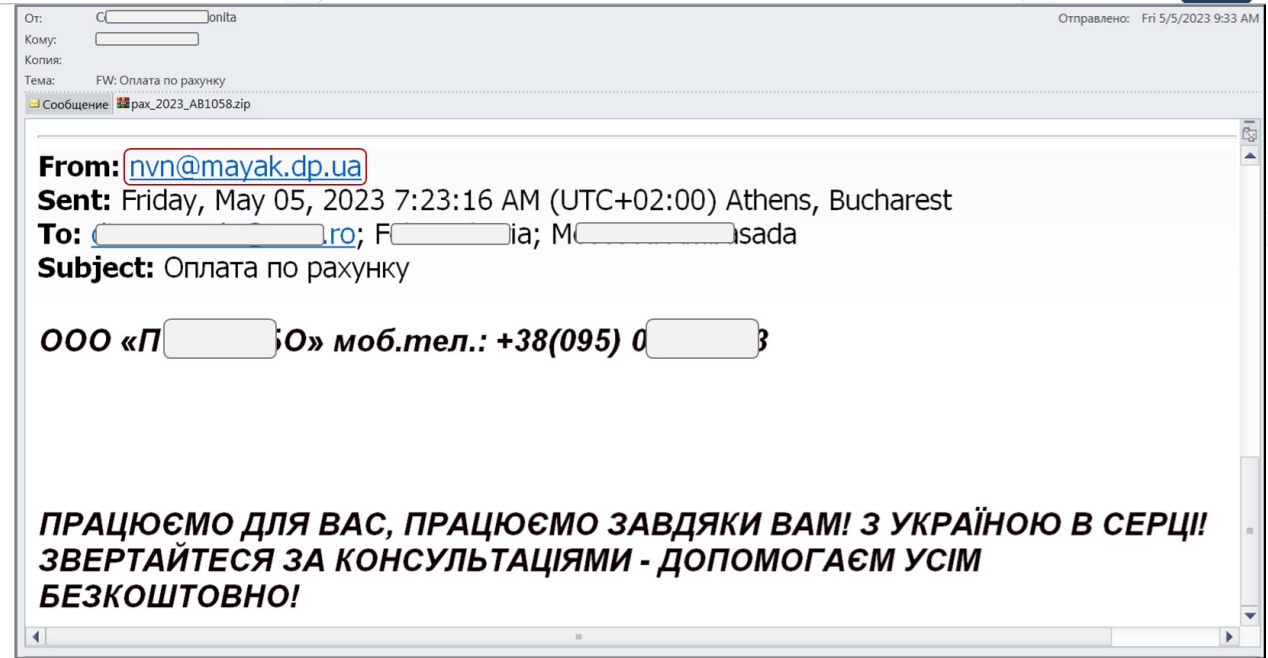 От: C onita Отправлено: Fri 5/5/2023 9:33 AM
Кому:
Копия:
Тема: FW: Оплата по рахунку
Сообщение pax_2023_AB1058.zip
From: nvn@mayak.dp.ua
Sent: Friday, May 05, 2023 7:23:16 AM (UTC+02:00) Athens, Bucharest
To: .ro; F ia; M asada
Subject: Оплата по рахунку
ООО «П О» моб.тел.: +38(095) 0 3
ПРАЦЮЄМО ДЛЯ ВАС, ПРАЦЮЄМО ЗАВДЯКИ ВАМ! З УКРАЇНОЮ В СЕРЦІ!
ЗВЕРТАЙТЕСЯ ЗА КОНСУЛЬТАЦІЯМИ - ДОПОМОГАЄМ УСІМ
БЕЗКОШТОВНО!